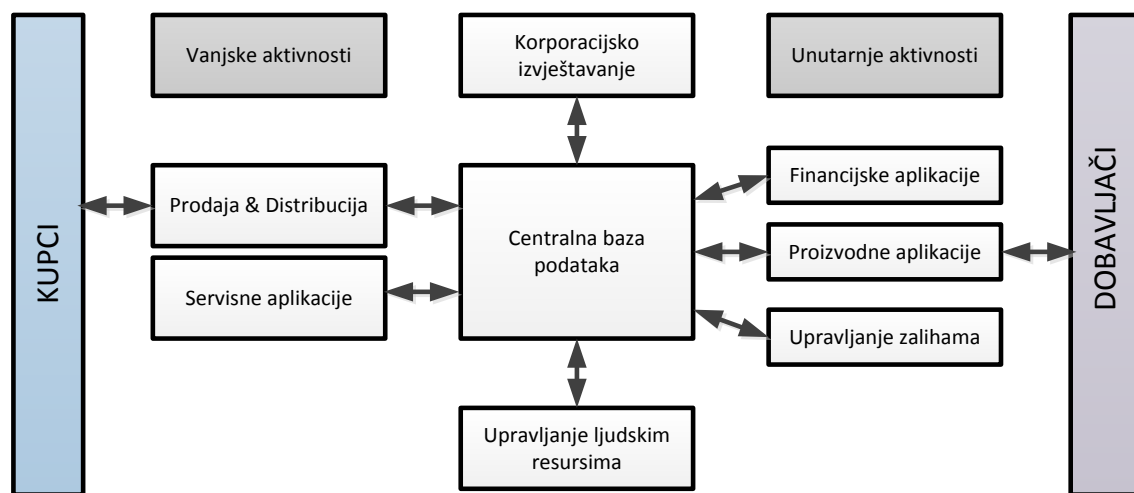 KUPCI
Vanjske aktivnosti
Korporacijsko
izvještavanje
Unutarnje aktivnosti
DOBAVLJAČI
Prodaja & Distribucija
Servisne aplikacije
Centralna baza
podataka
Financijske aplikacije
Proizvodne aplikacije
Upravljanje zalihama
Upravljanje ljudskim
resursima